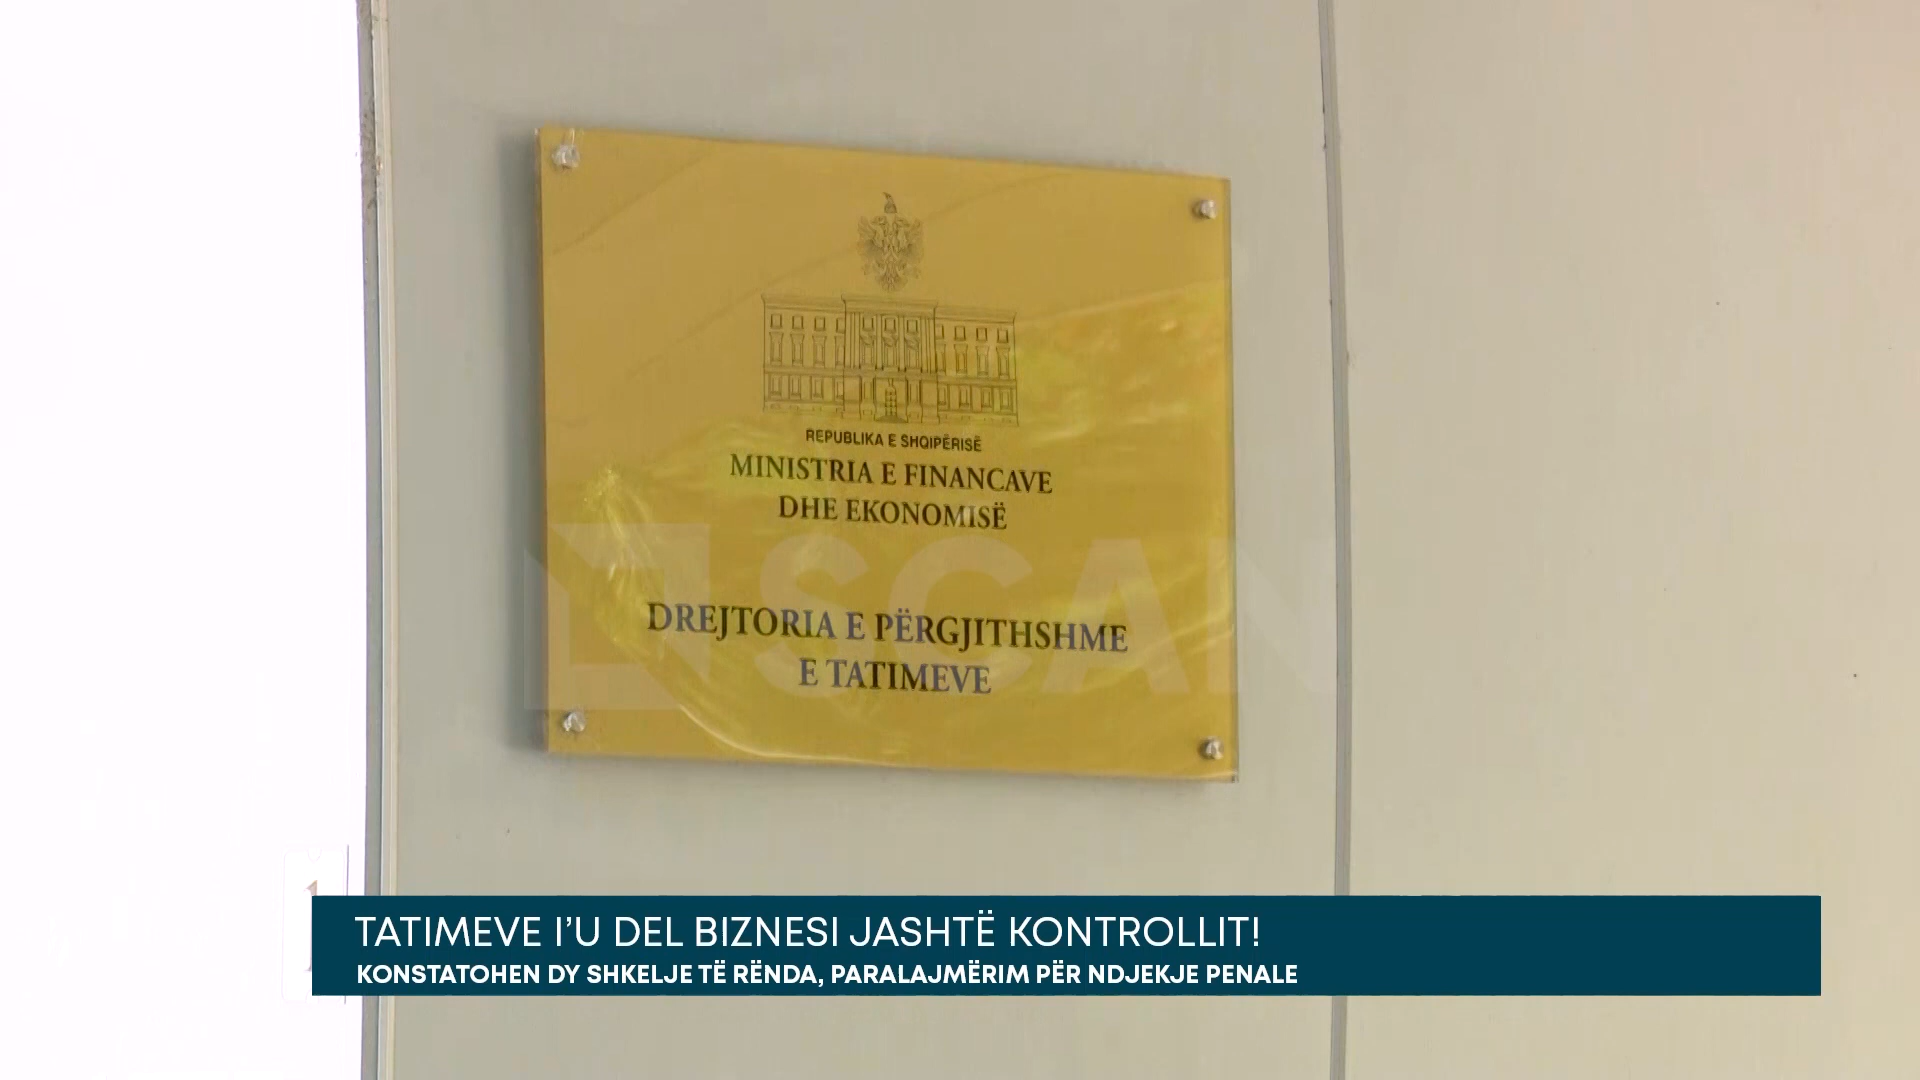 REPUBLIKA E SHQIPËRISË
MINISTRIA E FINANCAVE
DHE EKONOMISË
DREJTORIA E PËRGJITHSHME
E TATIMEVE
SCAN
TATIMEVE I’U DEL BIZNESI JASHTË KONTROLLIT!
KONSTATOHEN DY SHKELJE TË RËNDA, PARALAJMËRIM PËR NDJEKJE PENALE